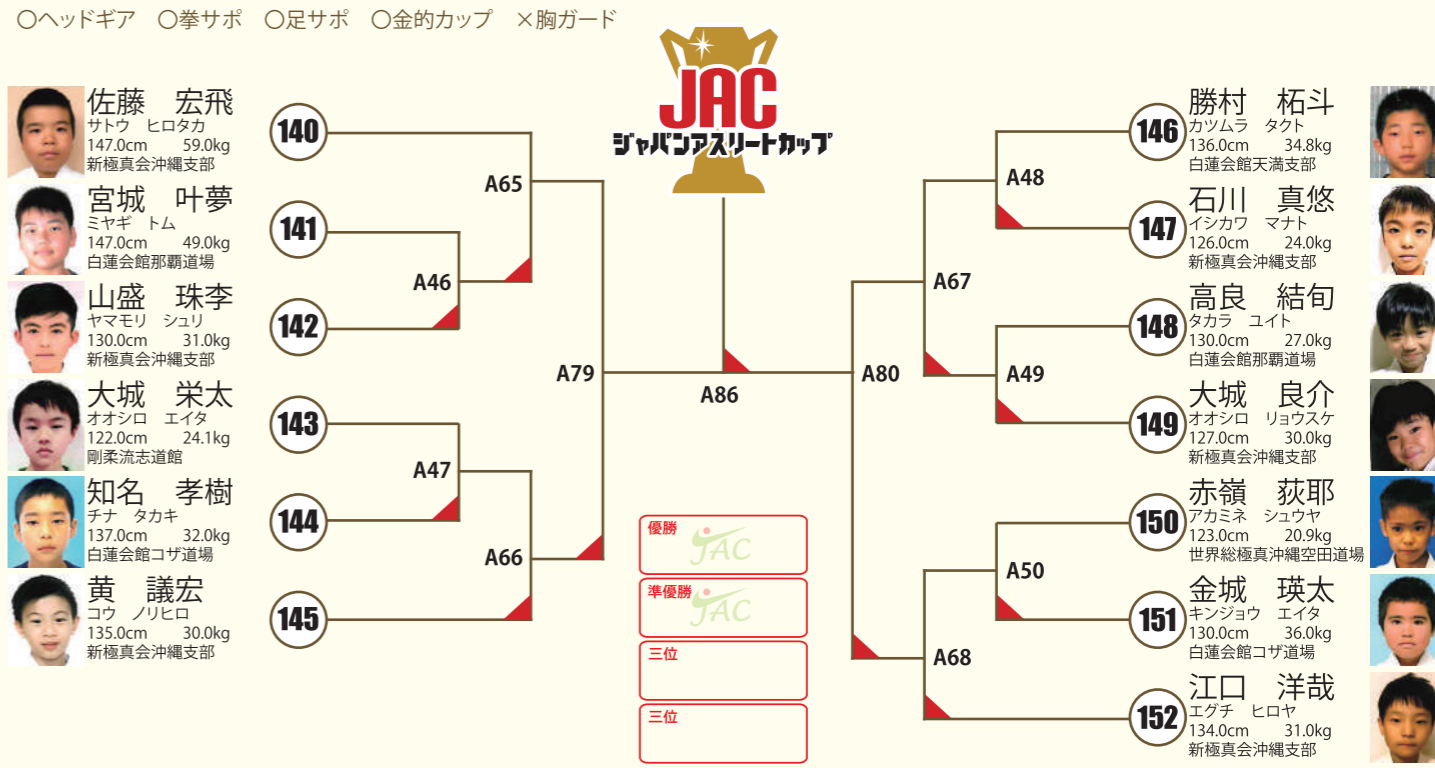 〇ヘッドギア　〇拳サポ　〇足サポ　〇金的カップ　×胸ガード
JAC
ジャパンアスリートカップ
佐藤　宏飛
サトウ　ヒロタカ
147.0cm　59.0kg
新極真会沖縄支部
140
宮城　叶夢
ミヤギ　トム
147.0cm　49.0kg
白蓮会館那覇道場
141
山盛　珠李
ヤマモリ　シュリ
130.0cm　31.0kg
新極真会沖縄支部
142
大城　栄太
オオシロ　エイタ
122.0cm　24.1kg
剛柔流志道館
143
知名　孝樹
チナ　タカキ
137.0cm　32.0kg
白蓮会館コザ道場
144
黄　議宏
コウ　ノリヒロ
135.0cm　30.0kg
新極真会沖縄支部
145
A65
A46
A79
A47
A66
A86
優勝
JAC
準優勝
JAC
三位
三位
A48
A67
A49
A80
A50
A68
146
勝村　柘斗
カツムラ　タクト
136.0cm　34.8kg
白蓮会館天満支部
147
石川　真悠
イシカワ　マナト
126.0cm　24.0kg
新極真会沖縄支部
148
高良　結旬
タカラ　ユイト
130.0cm　27.0kg
白蓮会館那覇道場
149
大城　良介
オオシロ　リョウスケ
127.0cm　30.0kg
新極真会沖縄支部
150
赤嶺　荻耶
アカミネ　シュウヤ
123.0cm　20.9kg
世界総極真沖縄空田道場
151
金城　瑛太
キンジョウ　エイタ
130.0cm　36.0kg
白蓮会館コザ道場
152
江口　洋哉
エグチ　ヒロヤ
134.0cm　31.0kg
新極真会沖縄支部